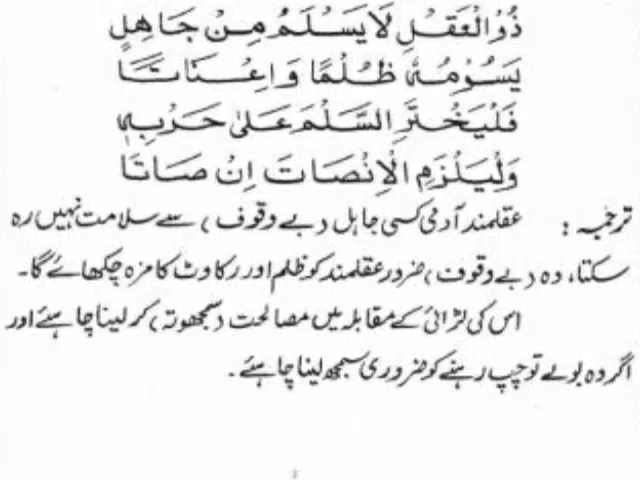 ذُو الْعَقْلِ لَا يَسْلَمُ مِنْ جَاهِلٍ
يَسُوْمُهُ ظُلْمًا وَاِعْنَاتًا
فَلْيَخْتَرِ السَّلْمَ عَلىٰ حَرْبِهٖ
وَلْيَلْزَمِ الْاِنْصَاتَ اِنْ صَاتَا
ترجمہ : عقلمند آدمی کسی جاہل (بے وقوف) سے سلامت نہیں رہ
سکتا، وہ (بے وقوف) ضرور عقلمند کو ظلم اور رکاوٹ کا مزہ چکھائے گا۔
اس کی لڑائی کے مقابلہ میں مصالحت (سمجھوتہ) کر لینا چاہئے اور
اگر وہ بولے تو چپ رہنے کو ضروری سمجھ لینا چاہئے۔